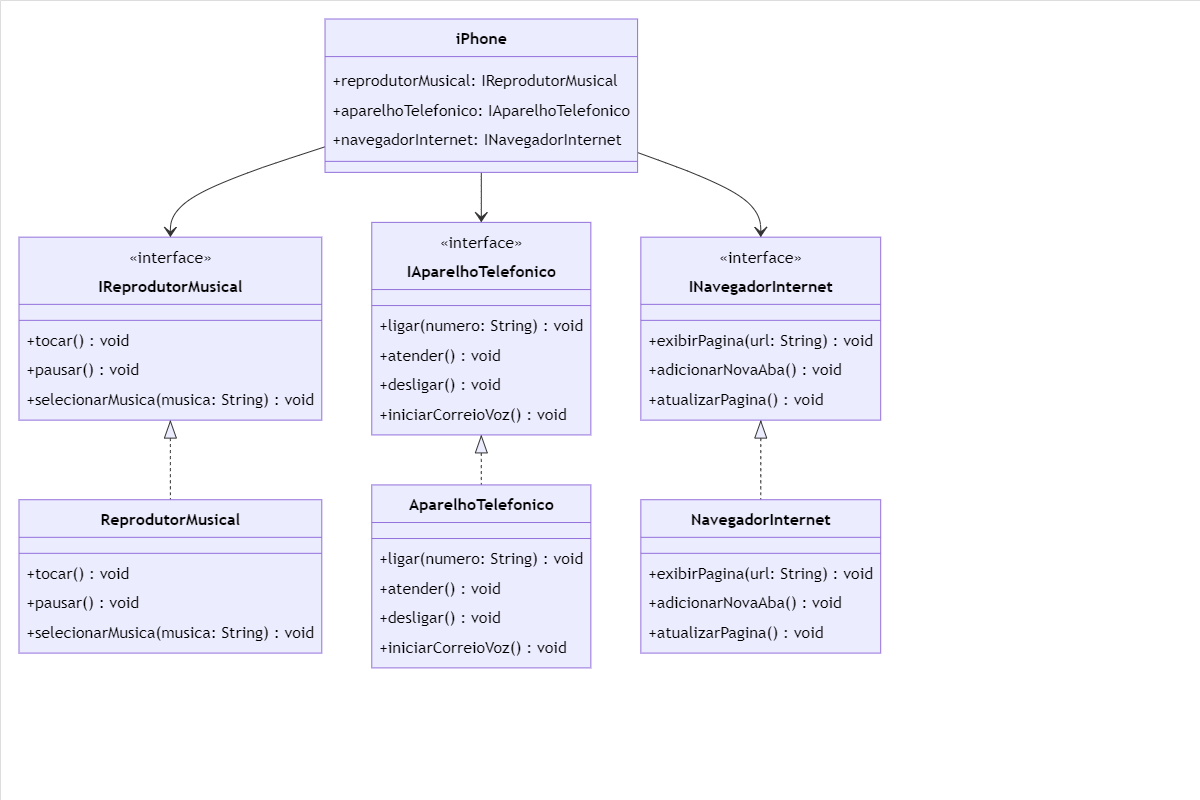 iPhone
+reprodutorMusical: IReprodutorMusical
+aparelhoTelefonico: IAparelhoTelefonico
+navegadorInternet: INavegadorInternet
«interface»
IReprodutorMusical
+tocar() : void
+pausar() : void
+selecionarMusica(musica: String) : void
«interface»
IAparelhoTelefonico
+ligar(numero: String) : void
+atender() : void
+desligar() : void
+iniciarCorreioVoz() : void
«interface»
INavegadorInternet
+exibirPagina(url: String) : void
+adicionarNovaAba() : void
+atualizarPagina() : void
ReprodutorMusical
+tocar() : void
+pausar() : void
+selecionarMusica(musica: String) : void
AparelhoTelefonico
+ligar(numero: String) : void
+atender() : void
+desligar() : void
+iniciarCorreioVoz() : void
NavegadorInternet
+exibirPagina(url: String) : void
+adicionarNovaAba() : void
+atualizarPagina() : void